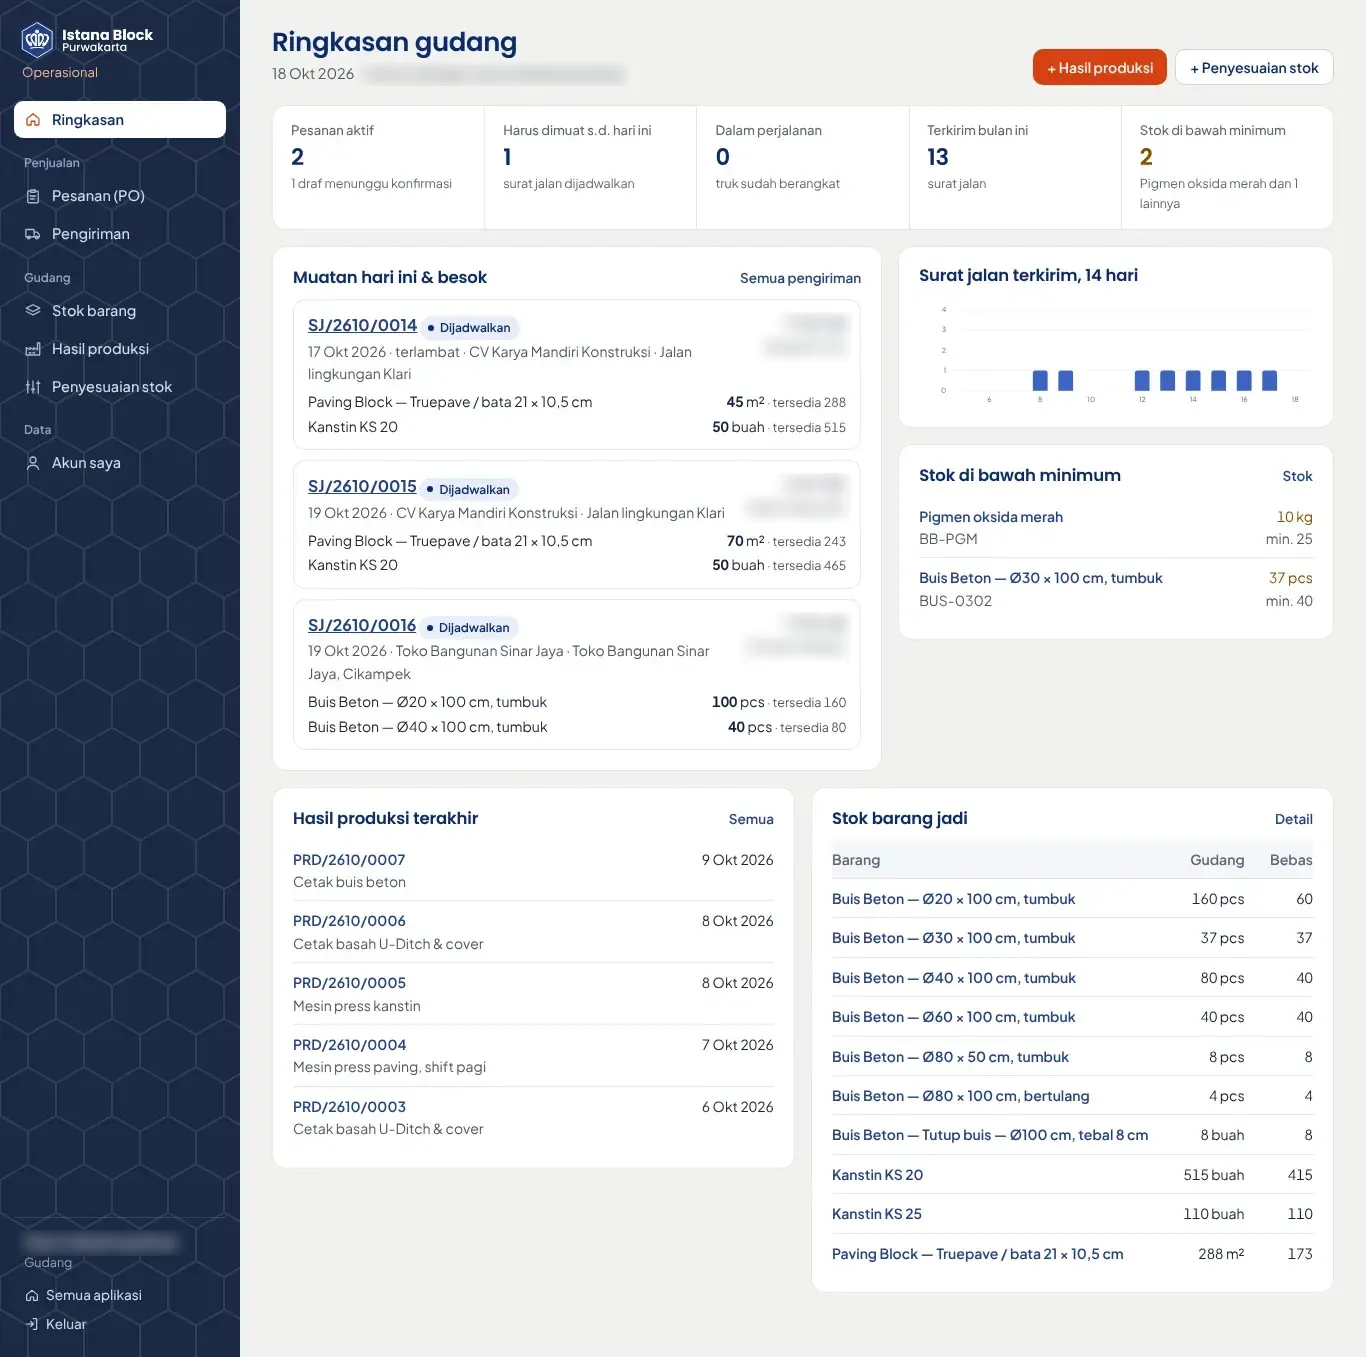 Istana Block
Purwakarta
Operasional
Ringkasan
Penjualan
Pesanan (PO)
Pengiriman
Gudang
Stok barang
Hasil produksi
Penyesuaian stok
Data
Akun saya
Gudang
Semua aplikasi
Keluar
Ringkasan gudang
18 Okt 2026
+ Hasil produksi
+ Penyesuaian stok
Pesanan aktif
2
1 draf menunggu konfirmasi
Harus dimuat s.d. hari ini
1
surat jalan dijadwalkan
Dalam perjalanan
0
truk sudah berangkat
Terkirim bulan ini
13
surat jalan
Stok di bawah minimum
2
Pigmen oksida merah dan 1
lainnya
Muatan hari ini & besok
Semua pengiriman
SJ/2610/0014 Dijadwalkan
17 Okt 2026 · terlambat · CV Karya Mandiri Konstruksi · Jalan
lingkungan Klari
Paving Block — Truepave / bata 21 × 10,5 cm 45 m² · tersedia 288
Kanstin KS 20 50 buah · tersedia 515
SJ/2610/0015 Dijadwalkan
19 Okt 2026 · CV Karya Mandiri Konstruksi · Jalan lingkungan Klari
Paving Block — Truepave / bata 21 × 10,5 cm 70 m² · tersedia 243
Kanstin KS 20 50 buah · tersedia 465
SJ/2610/0016 Dijadwalkan
19 Okt 2026 · Toko Bangunan Sinar Jaya · Toko Bangunan Sinar
Jaya, Cikampek
Buis Beton — Ø20 × 100 cm, tumbuk 100 pcs · tersedia 160
Buis Beton — Ø40 × 100 cm, tumbuk 40 pcs · tersedia 80
Surat jalan terkirim, 14 hari
4
3
2
1
0
6 8 10 12 14 16 18
Stok di bawah minimum
Stok
Pigmen oksida merah 10 kg
BB-PGM min. 25
Buis Beton — Ø30 × 100 cm, tumbuk 37 pcs
BUS-0302 min. 40
Hasil produksi terakhir
Semua
PRD/2610/0007 9 Okt 2026
Cetak buis beton
PRD/2610/0006 8 Okt 2026
Cetak basah U-Ditch & cover
PRD/2610/0005 8 Okt 2026
Mesin press kanstin
PRD/2610/0004 7 Okt 2026
Mesin press paving, shift pagi
PRD/2610/0003 6 Okt 2026
Cetak basah U-Ditch & cover
Stok barang jadi
Detail
Barang Gudang Bebas
Buis Beton — Ø20 × 100 cm, tumbuk 160 pcs 60
Buis Beton — Ø30 × 100 cm, tumbuk 37 pcs 37
Buis Beton — Ø40 × 100 cm, tumbuk 80 pcs 40
Buis Beton — Ø60 × 100 cm, tumbuk 40 pcs 40
Buis Beton — Ø80 × 50 cm, tumbuk 8 pcs 8
Buis Beton — Ø80 × 100 cm, bertulang 4 pcs 4
Buis Beton — Tutup buis — Ø100 cm, tebal 8 cm 8 buah 8
Kanstin KS 20 515 buah 415
Kanstin KS 25 110 buah 110
Paving Block — Truepave / bata 21 × 10,5 cm 288 m² 173